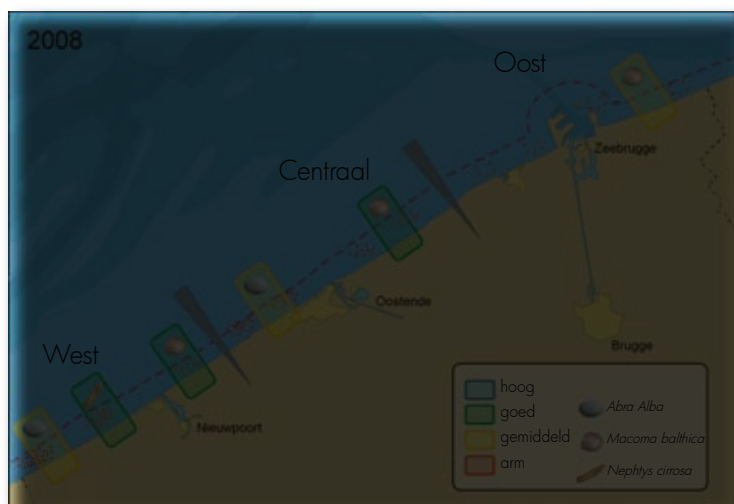 2008
Oost
Zeebrugge
Centraal
Oostende
Brugge
West
Nieuwpoort
hoog
goed
gemiddeld
arm
Abra Alba
Macoma balthica
Nephtys cirrosa